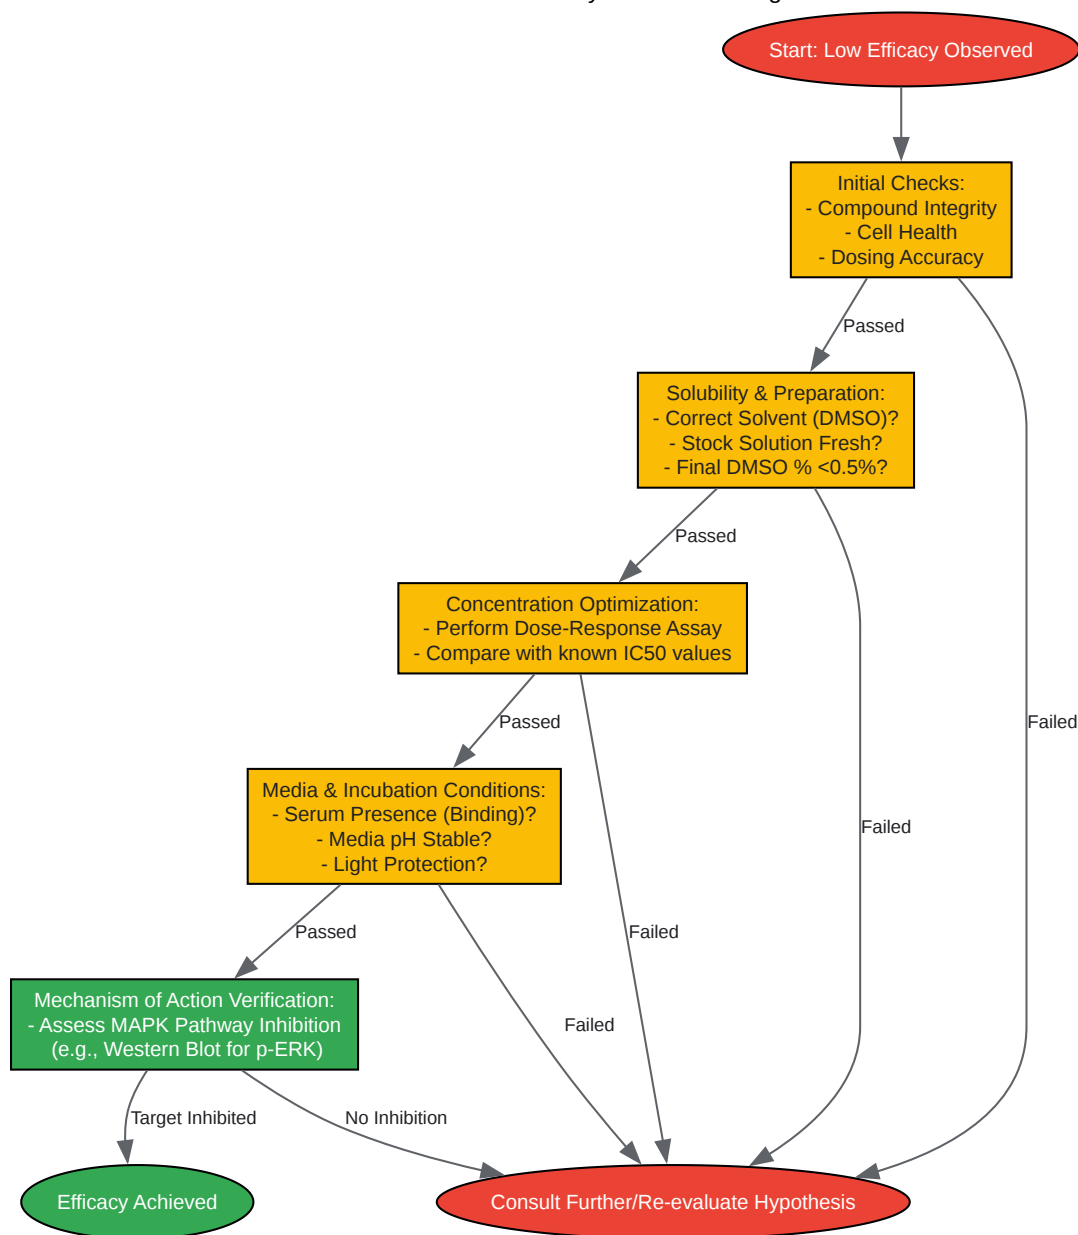 Start: Low Efficacy Observed
Initial Checks:
- Compound Integrity
- Cell Health
- Dosing Accuracy
Passed
Solubility & Preparation:
- Correct Solvent (DMSO)?
- Stock Solution Fresh?
- Final DMSO % <0.5%?
Passed
Concentration Optimization:
- Perform Dose-Response Assay
- Compare with known IC50 values
Passed
Failed
Media & Incubation Conditions:
- Serum Presence (Binding)?
- Media pH Stable?
- Light Protection?
Failed
Passed
Failed
Mechanism of Action Verification:
- Assess MAPK Pathway Inhibition
(e.g., Western Blot for p-ERK)
Failed
Target Inhibited
No Inhibition
Efficacy Achieved
Consult Further/Re-evaluate Hypothesis